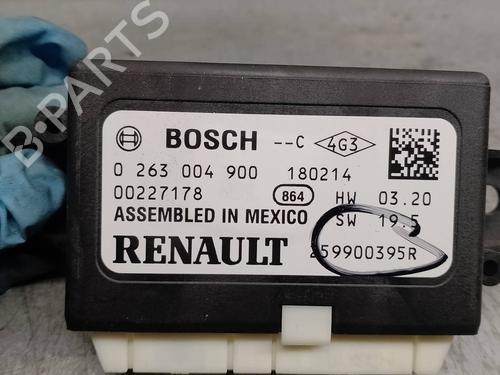 BOSCH --C 4G3
0 263 004 900 180214
00227178 864 HW 03.20
ASSEMBLED IN MEXICO SW 19.5
RENAULT 259900395R
B-PARTS